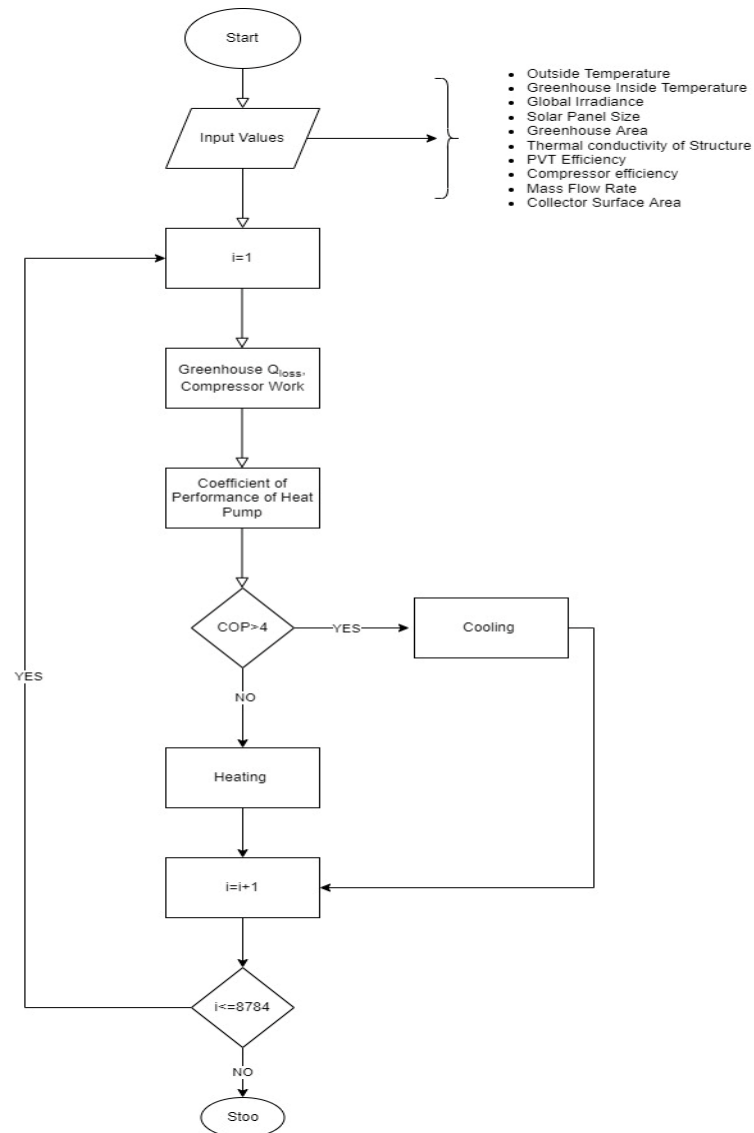 Start
Input Values
• Outside Temperature
• Greenhouse Inside Temperature
• Global Irradiance
• Solar Panel Size
• Greenhouse Area
• Thermal conductivity of Structure
• PVT Efficiency
• Compressor efficiency
• Mass Flow Rate
• Collector Surface Area
i=1
Greenhouse Qloss,
Compressor Work
Coefficient of
Performance of Heat
Pump
COP>4
YES
Cooling
YES
NO
Heating
i=i+1
i<=8784
NO
Stoo